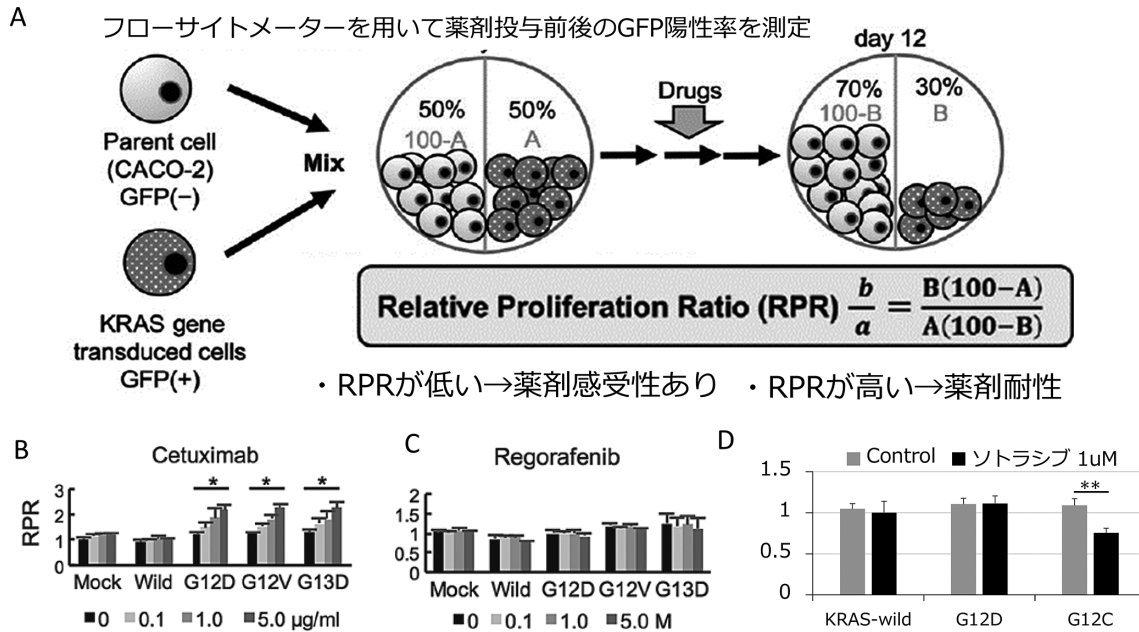 A
フローサイトメーターを用いて薬剤投与前後のGFP陽性率を測定
Parent cell
(CACO-2)
GFP(−)
KRAS gene
transduced cells
GFP(+)
Mix
50% 50%
100-A A
Drugs
day 12
70% 30%
100-B B
Relative Proliferation Ratio (RPR) b/a = B(100−A)/A(100−B)
・RPRが低い→薬剤感受性あり ・RPRが高い→薬剤耐性
B
Cetuximab
RPR
3
2
1
0
* * *
Mock Wild G12D G12V G13D
0 0.1 1.0 5.0 µg/ml
C
Regorafenib
2
1.5
1
0.5
0
Mock Wild G12D G12V G13D
0 0.1 1.0 5.0 M
D
Control ソトラシブ 1uM
1.5
1
0.5
0
**
KRAS-wild G12D G12C